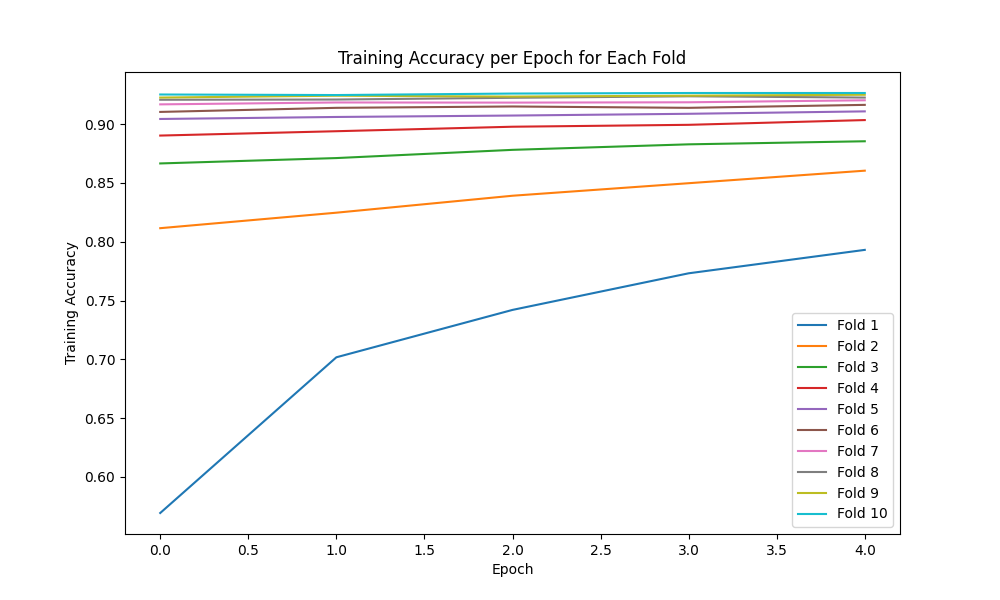 Training Accuracy per Epoch for Each Fold
Training Accuracy
0.90
0.85
0.80
0.75
0.70
0.65
0.60
Fold 1
Fold 2
Fold 3
Fold 4
Fold 5
Fold 6
Fold 7
Fold 8
Fold 9
Fold 10
0.0 0.5 1.0 1.5 2.0 2.5 3.0 3.5 4.0
Epoch